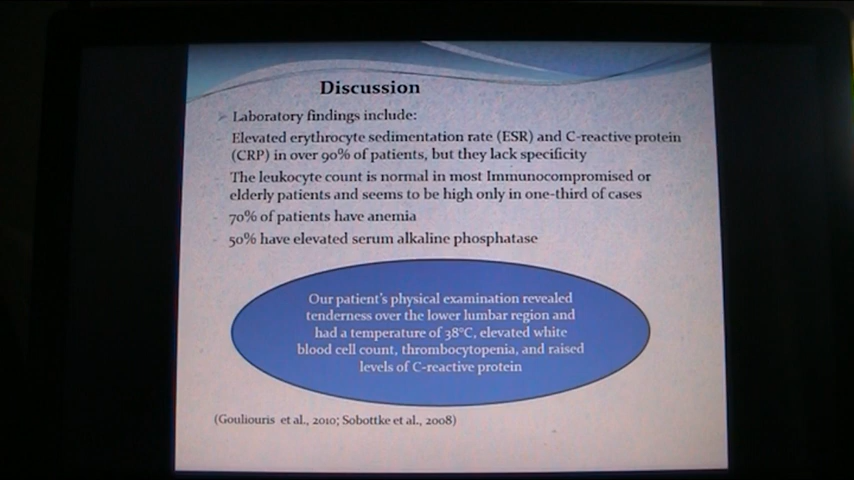 Discussion
Laboratory findings include:
Elevated erythrocyte sedimentation rate (ESR) and C-reactive protein
(CRP) in over 90% of patients, but they lack specificity
The leukocyte count is normal in most Immunocompromised or
elderly patients and seems to be high only in one-third of cases
70% of patients have anemia
50% have elevated serum alkaline phosphatase
Our patient's physical examination revealed
tenderness over the lower lumbar region and
had a temperature of 38°C, elevated white
blood cell count, thrombocytopenia, and raised
levels of C-reactive protein
(Gouliouris et al., 2010; Sobottke et al., 2008)